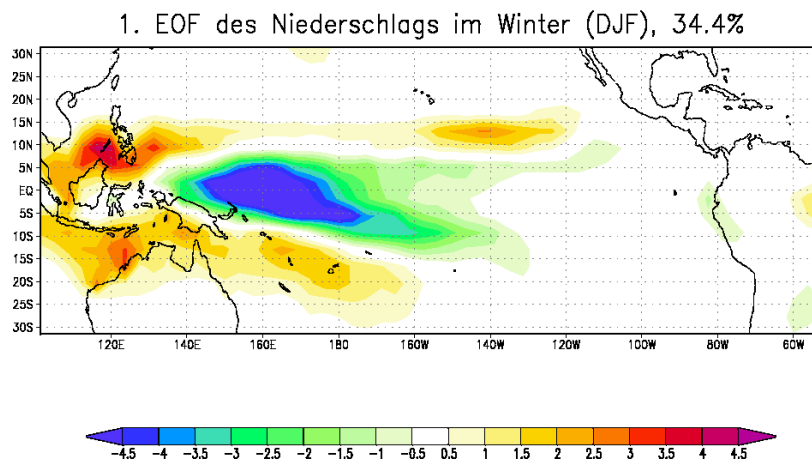 1. EOF des Niederschlags im Winter (DJF), 34.4%
30N
25N
20N
15N
10N
5N
EQ
5S
10S
15S
20S
25S
30S
120E 140E 160E 180 160W 140W 120W 100W 80W 60W
-4.5 -4 -3.5 -3 -2.5 -2 -1.5 -1 -0.5 0.5 1 1.5 2 2.5 3 3.5 4 4.5